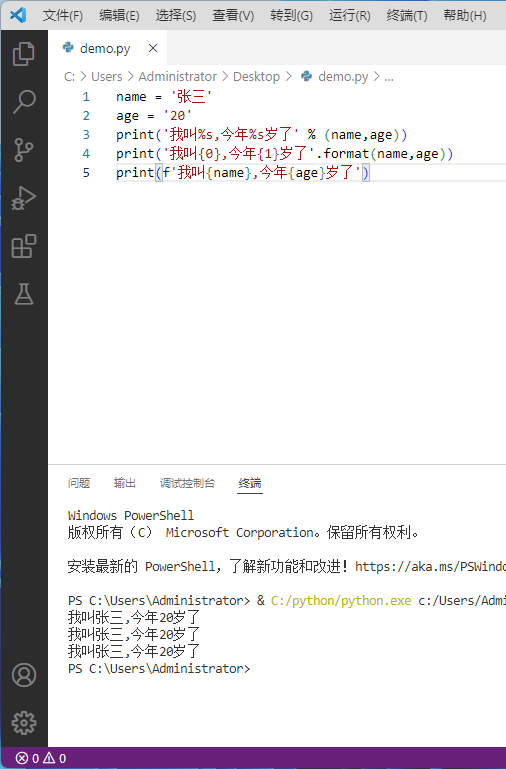 文件(F) 编辑(E) 选择(S) 查看(V) 转到(G) 运行(R) 终端(T) 帮助(H)
demo.py
C: > Users > Administrator > Desktop > demo.py > ...
1 name = '张三'
2 age = '20'
3 print('我叫%s,今年%s岁了' % (name,age))
4 print('我叫{0},今年{1}岁了'.format(name,age))
5 print(f'我叫{name},今年{age}岁了')
问题 输出 调试控制台 终端
Windows PowerShell
版权所有（C） Microsoft Corporation。保留所有权利。
安装最新的 PowerShell，了解新功能和改进！https://aka.ms/PSWindo
PS C:\Users\Administrator> & C:/python/python.exe c:/Users/Admi
我叫张三,今年20岁了
我叫张三,今年20岁了
我叫张三,今年20岁了
PS C:\Users\Administrator>
0 0